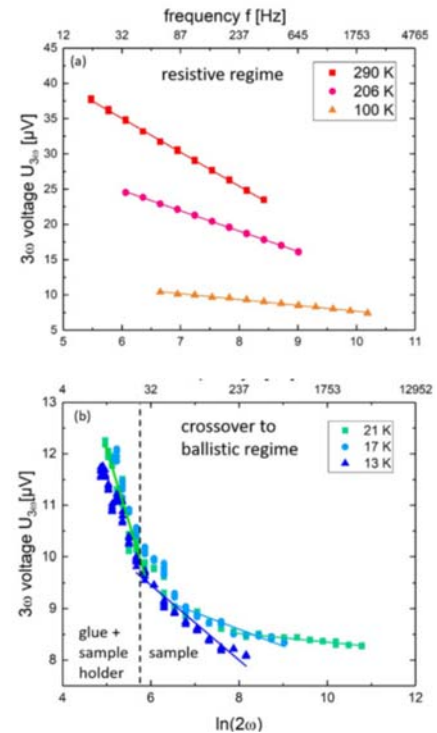 frequency f [Hz]
12 32 87 237 645 1753 4765
45
40
35
30
25
20
15
10
5
3ω voltage U3ω [µV]
(a)
resistive regime
290 K
206 K
100 K
5 6 7 8 9 10 11
4 32 237 1753 12952
13
12
11
10
9
8
3ω voltage U3ω [µV]
(b)
crossover to
ballistic regime
21 K
17 K
13 K
glue +
sample
holder
sample
4 6 8 10 12
ln(2ω)